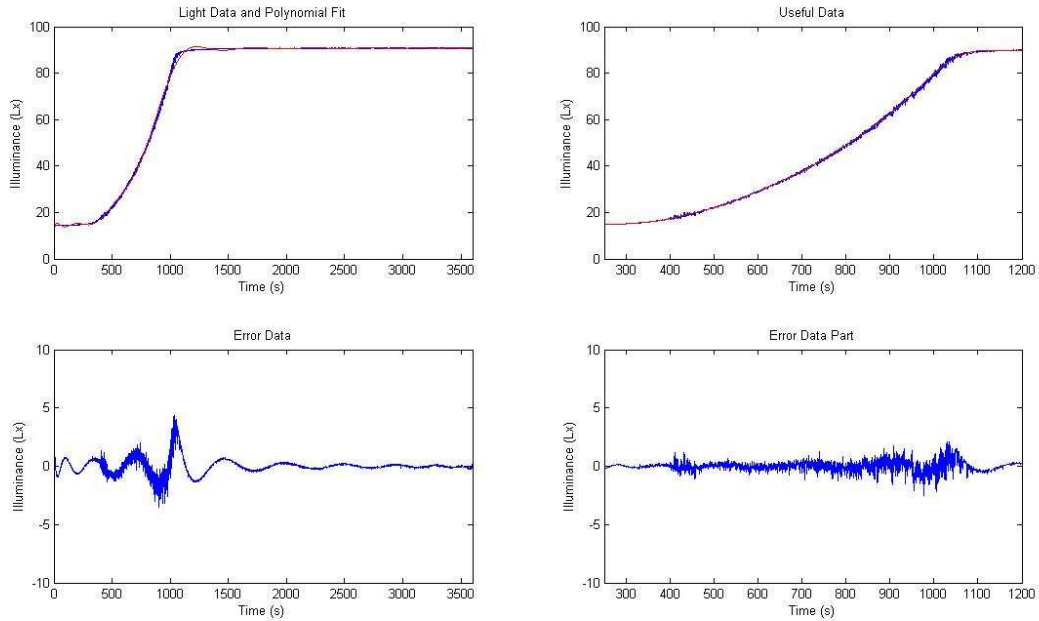 Light Data and Polynomial Fit
100
80
60
40
20
0
Illuminance (Lx)
0 500 1000 1500 2000 2500 3000 3500
Time (s)
Useful Data
100
80
60
40
20
0
Illuminance (Lx)
300 400 500 600 700 800 900 1000 1100 1200
Time (s)
Error Data
10
5
0
-5
-10
Illuminance (Lx)
0 500 1000 1500 2000 2500 3000 3500
Time (s)
Error Data Part
10
5
0
-5
-10
Illuminance (Lx)
300 400 500 600 700 800 900 1000 1100 1200
Time (s)